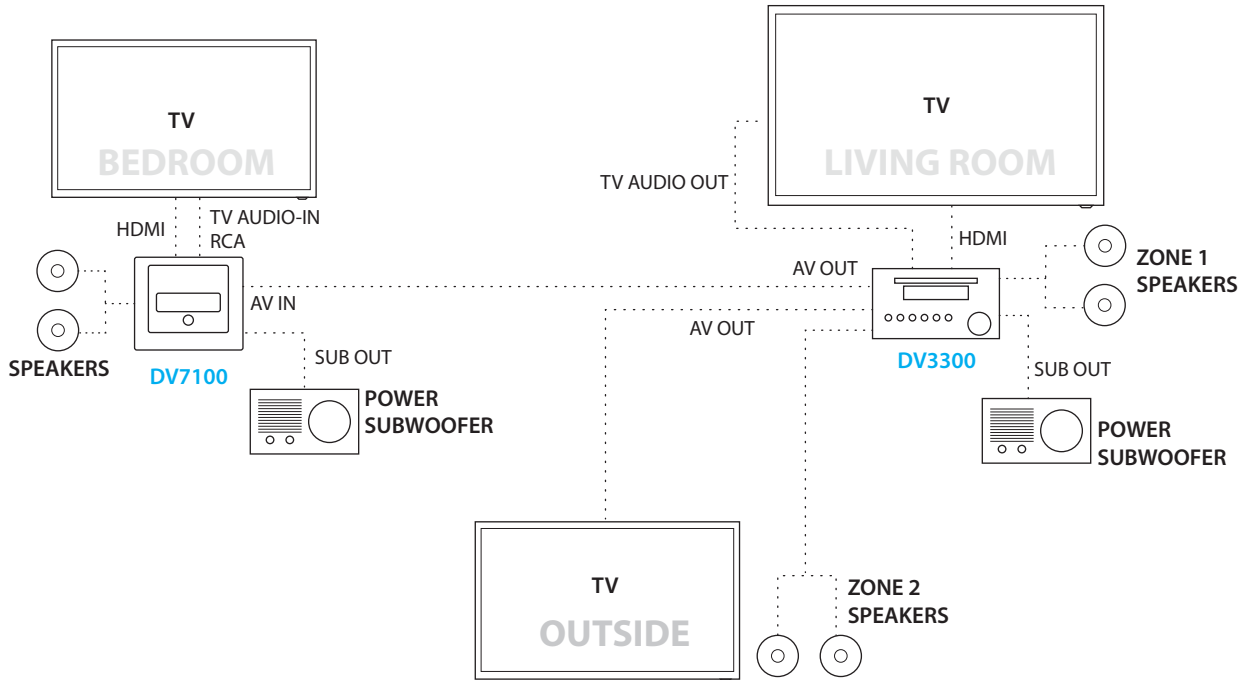 TV
BEDROOM
HDMI
TV AUDIO-IN
RCA
AV IN
SPEAKERS
DV7100
SUB OUT
POWER
SUBWOOFER
TV
LIVING ROOM
TV AUDIO OUT
HDMI
AV OUT
AV OUT
ZONE 1
SPEAKERS
DV3300
SUB OUT
POWER
SUBWOOFER
TV
OUTSIDE
ZONE 2
SPEAKERS